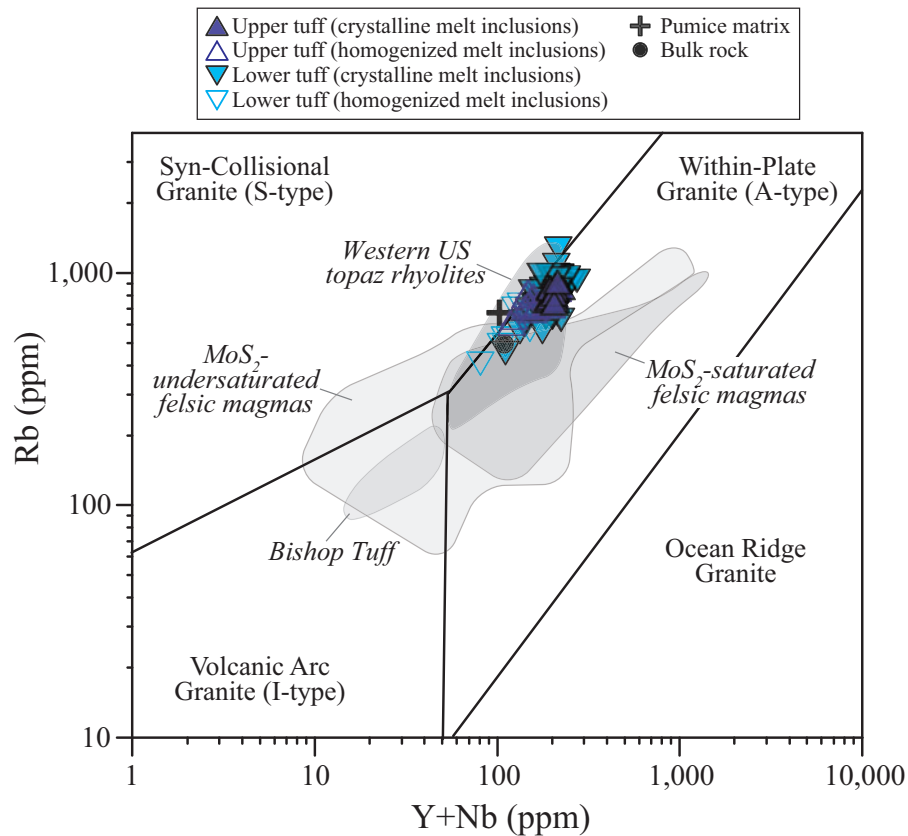 Upper tuff (crystalline melt inclusions)
Upper tuff (homogenized melt inclusions)
Lower tuff (crystalline melt inclusions)
Lower tuff (homogenized melt inclusions)
Pumice matrix
Bulk rock
Syn-Collisional
Granite (S-type)
Within-Plate
Granite (A-type)
Western US
topaz rhyolites
MoS2-
undersaturated
felsic magmas
MoS2-saturated
felsic magmas
Bishop Tuff
Ocean Ridge
Granite
Volcanic Arc
Granite (I-type)
Rb (ppm)
1,000
100
10
1
10
100
1,000
10,000
Y+Nb (ppm)